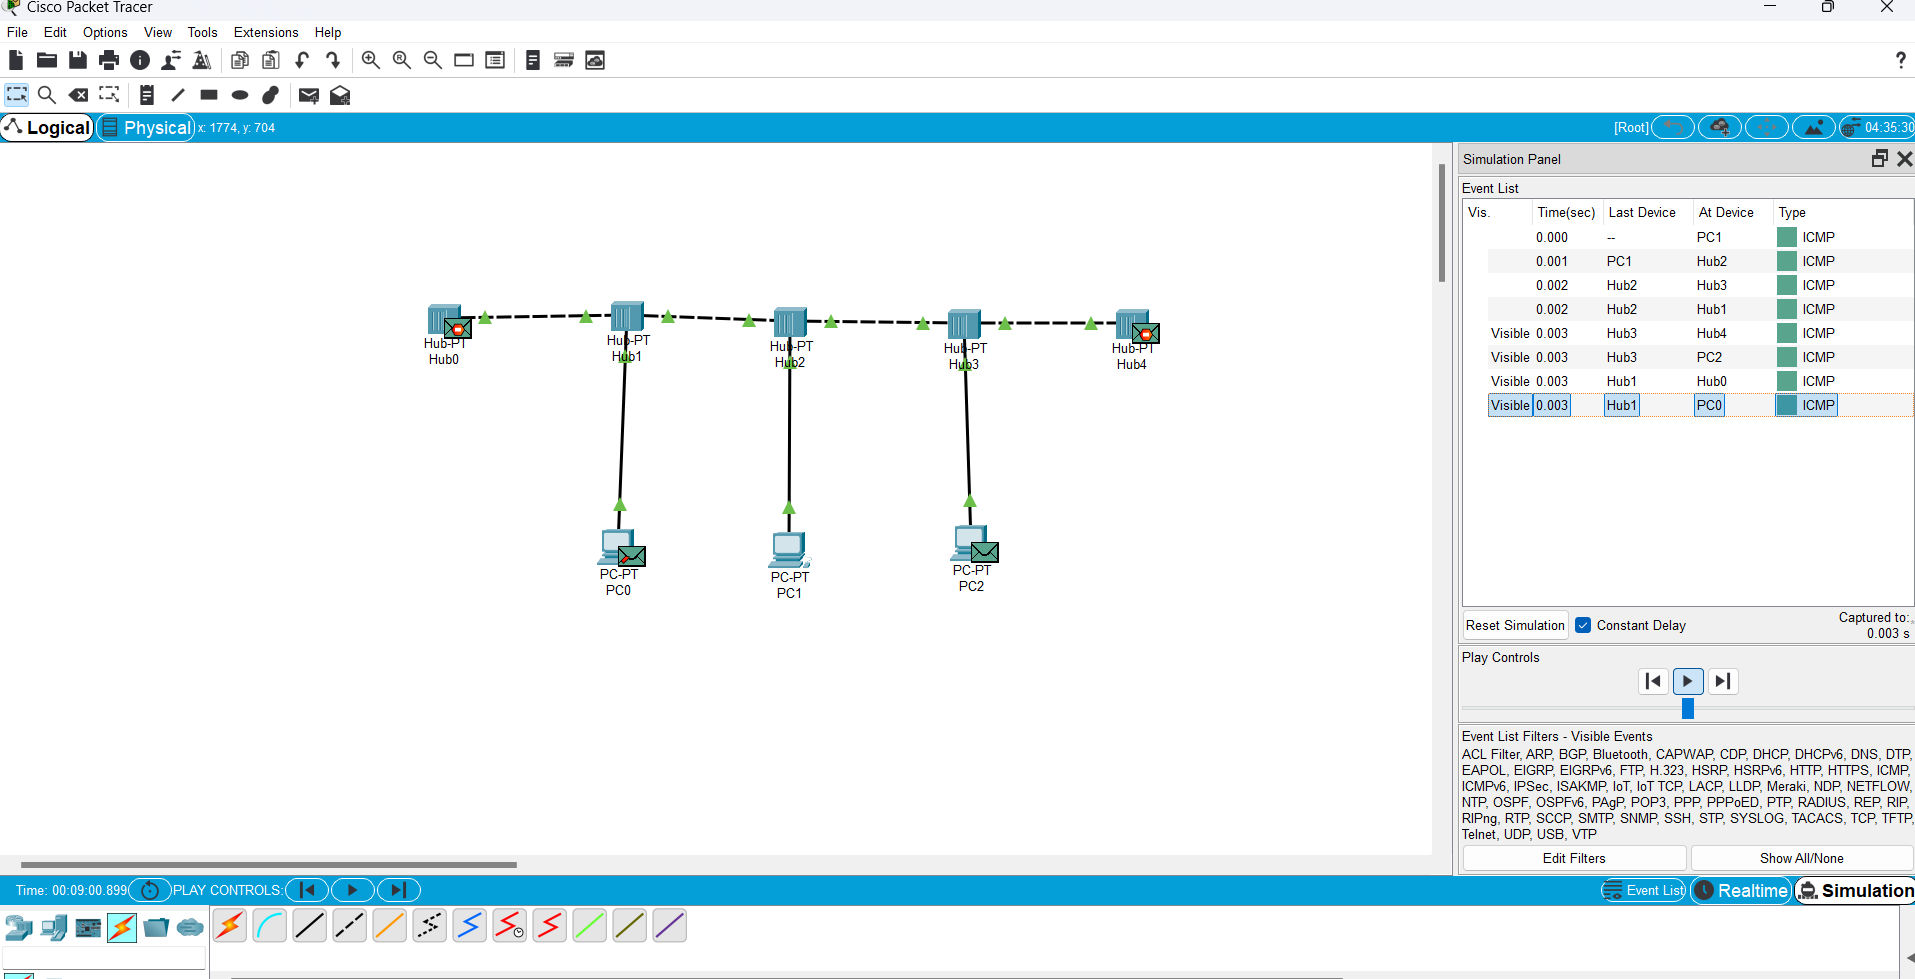 Cisco Packet Tracer
File Edit Options View Tools Extensions Help
?
Logical Physical x: 1774, y: 704 [Root] 04:35:30
Simulation Panel
Event List
Vis. Time(sec) Last Device At Device Type
0.000 -- PC1 ICMP
0.001 PC1 Hub2 ICMP
0.002 Hub2 Hub3 ICMP
0.002 Hub2 Hub1 ICMP
Visible 0.003 Hub3 Hub4 ICMP
Visible 0.003 Hub3 PC2 ICMP
Visible 0.003 Hub1 Hub0 ICMP
Visible 0.003 Hub1 PC0 ICMP
Hub-PT
Hub0
Hub-PT
Hub1
Hub-PT
Hub2
Hub-PT
Hub3
Hub-PT
Hub4
PC-PT
PC0
PC-PT
PC1
PC-PT
PC2
Reset Simulation Constant Delay Captured to:
0.003 s
Play Controls
Event List Filters - Visible Events
ACL Filter, ARP, BGP, Bluetooth, CAPWAP, CDP, DHCP, DHCPv6, DNS, DTP,
EAPOL, EIGRP, EIGRPv6, FTP, H.323, HSRP, HSRPv6, HTTP, HTTPS, ICMP,
ICMPv6, IPSec, ISAKMP, IoT, IoT TCP, LACP, LLDP, Meraki, NDP, NETFLOW,
NTP, OSPF, OSPFv6, PAgP, POP3, PPP, PPPoED, PTP, RADIUS, REP, RIP,
RIPng, RTP, SCCP, SMTP, SNMP, SSH, STP, SYSLOG, TACACS, TCP, TFTP,
Telnet, UDP, USB, VTP
Edit Filters Show All/None
Time: 00:09:00.899 PLAY CONTROLS: Event List Realtime Simulation